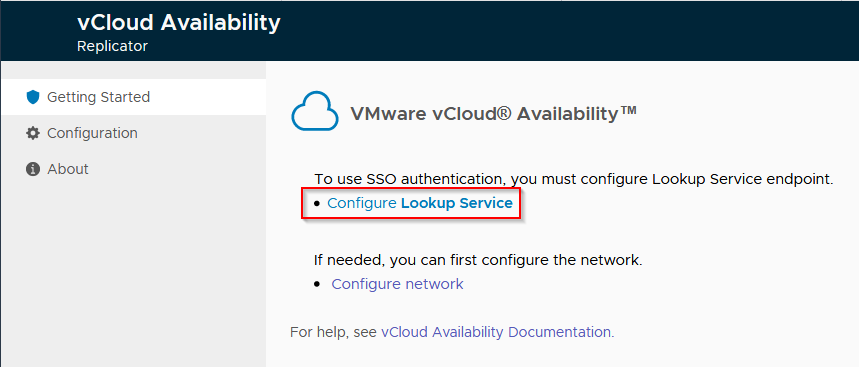 vCloud Availability
Replicator
Getting Started
Configuration
About
VMware vCloud® Availability™
To use SSO authentication, you must configure Lookup Service endpoint.
• Configure Lookup Service
If needed, you can first configure the network.
• Configure network
For help, see vCloud Availability Documentation.